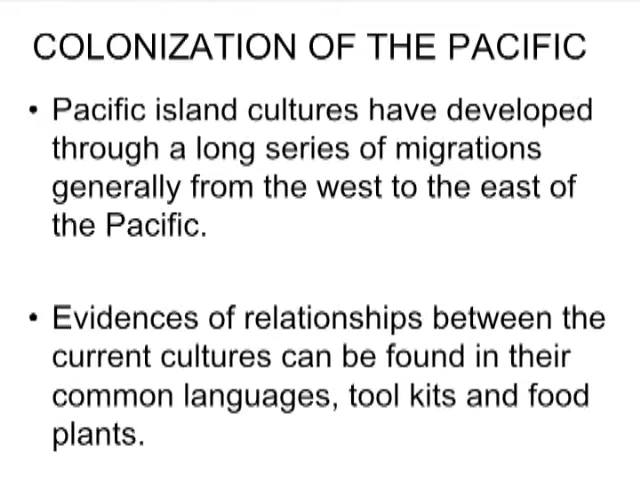 COLONIZATION OF THE PACIFIC
• Pacific island cultures have developed
through a long series of migrations
generally from the west to the east of
the Pacific.
• Evidences of relationships between the
current cultures can be found in their
common languages, tool kits and food
plants.